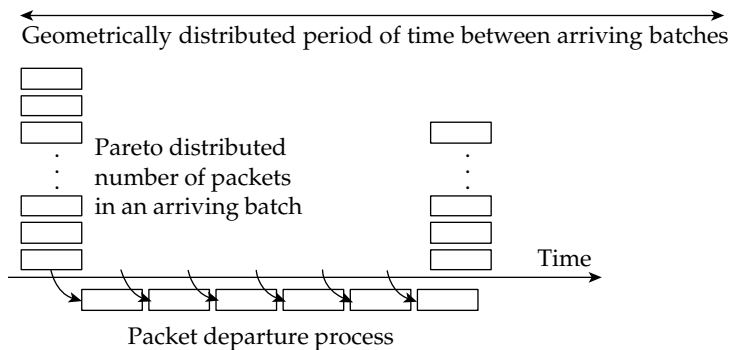 Geometrically distributed period of time between arriving batches
Pareto distributed
number of packets
in an arriving batch
Time
Packet departure process